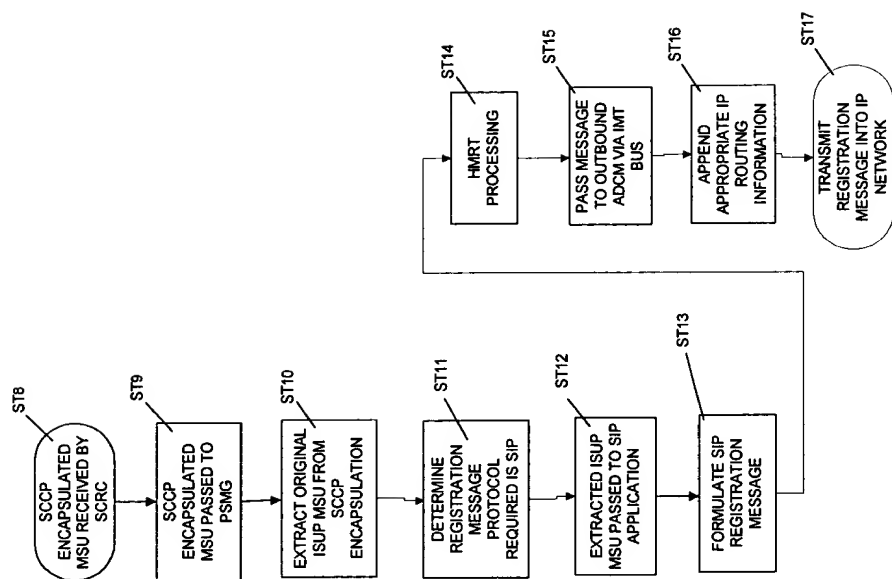 ST8
SCCP
ENCAPSULATED
MSU RECEIVED BY
SCRC
ST9
SCCP
ENCAPSULATED
MSU PASSED TO
PSMG
ST10
EXTRACT ORIGINAL
ISUP MSU FROM
SCCP
ENCAPSULATION
ST11
DETERMINE
REGISTRATION
MESSAGE
PROTOCOL
REQUIRED IS SIP
ST12
EXTRACTED ISUP
MSU PASSED TO SIP
APPLICATION
ST13
FORMULATE SIP
REGISTRATION
MESSAGE
ST14
HMRT
PROCESSING
ST15
PASS MESSAGE
TO OUTBOUND
ADCM VIA IMT
BUS
ST16
APPEND
APPROPRIATE IP
ROUTING
INFORMATION
ST17
TRANSMIT
REGISTRATION
MESSAGE INTO IP
NETWORK